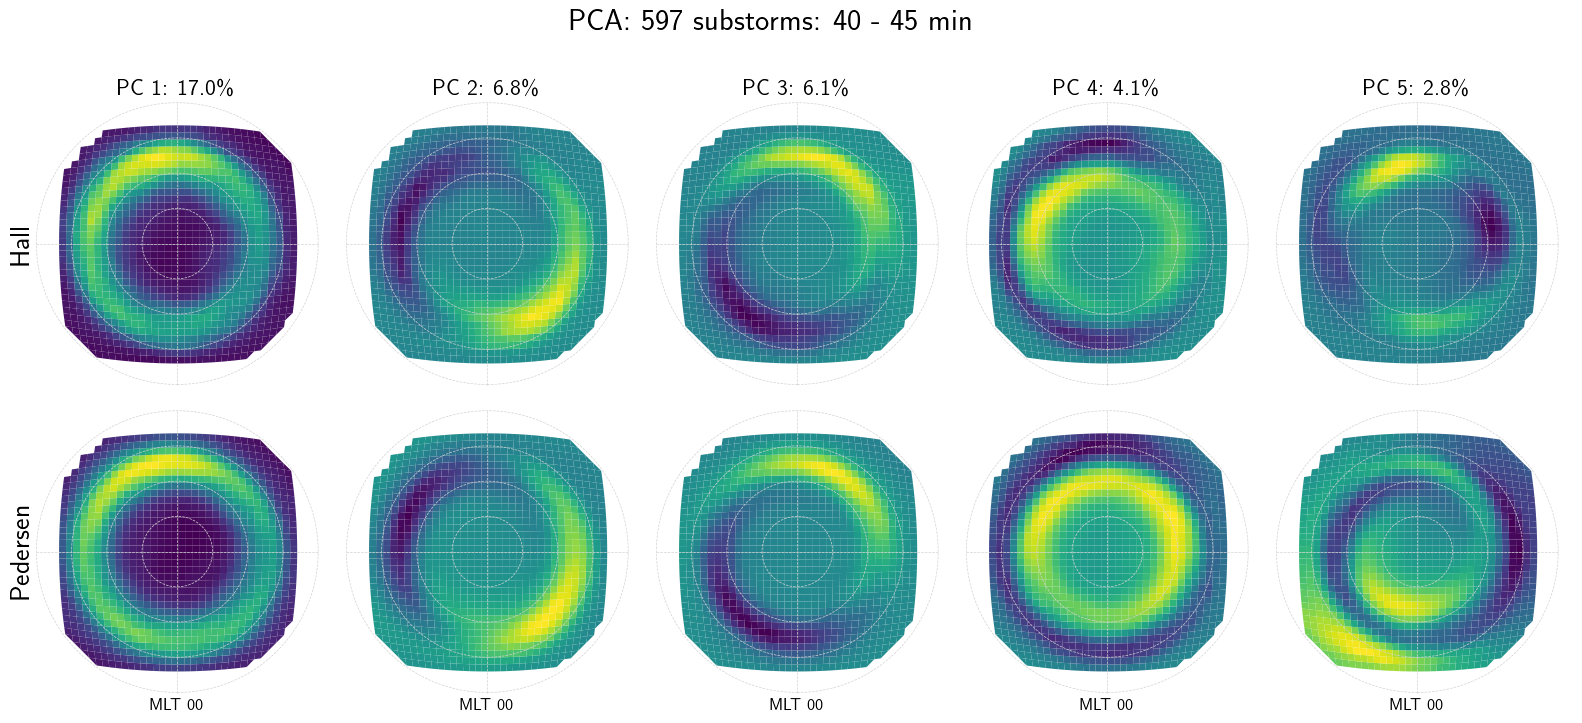 PCA: 597 substorms: 40 - 45 min
PC 1: 17.0%
PC 2: 6.8%
PC 3: 6.1%
PC 4: 4.1%
PC 5: 2.8%
Hall
Pedersen
MLT 00
MLT 00
MLT 00
MLT 00
MLT 00